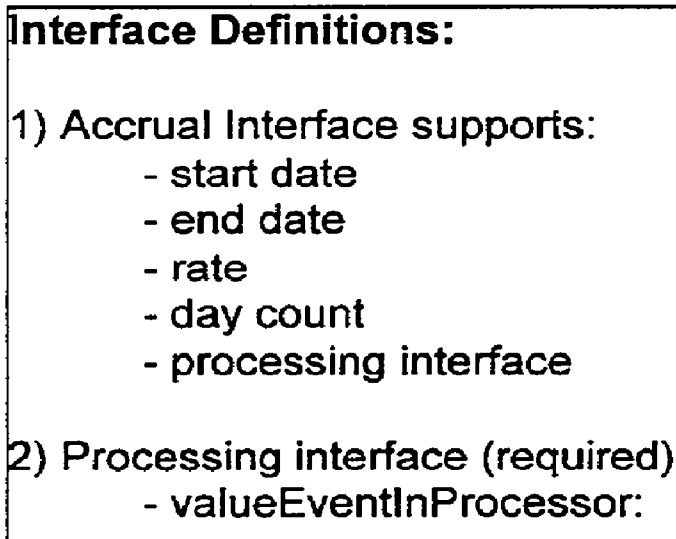 Interface Definitions:
1) Accrual Interface supports:
- start date
- end date
- rate
- day count
- processing interface
2) Processing interface (required)
- valueEventInProcessor: